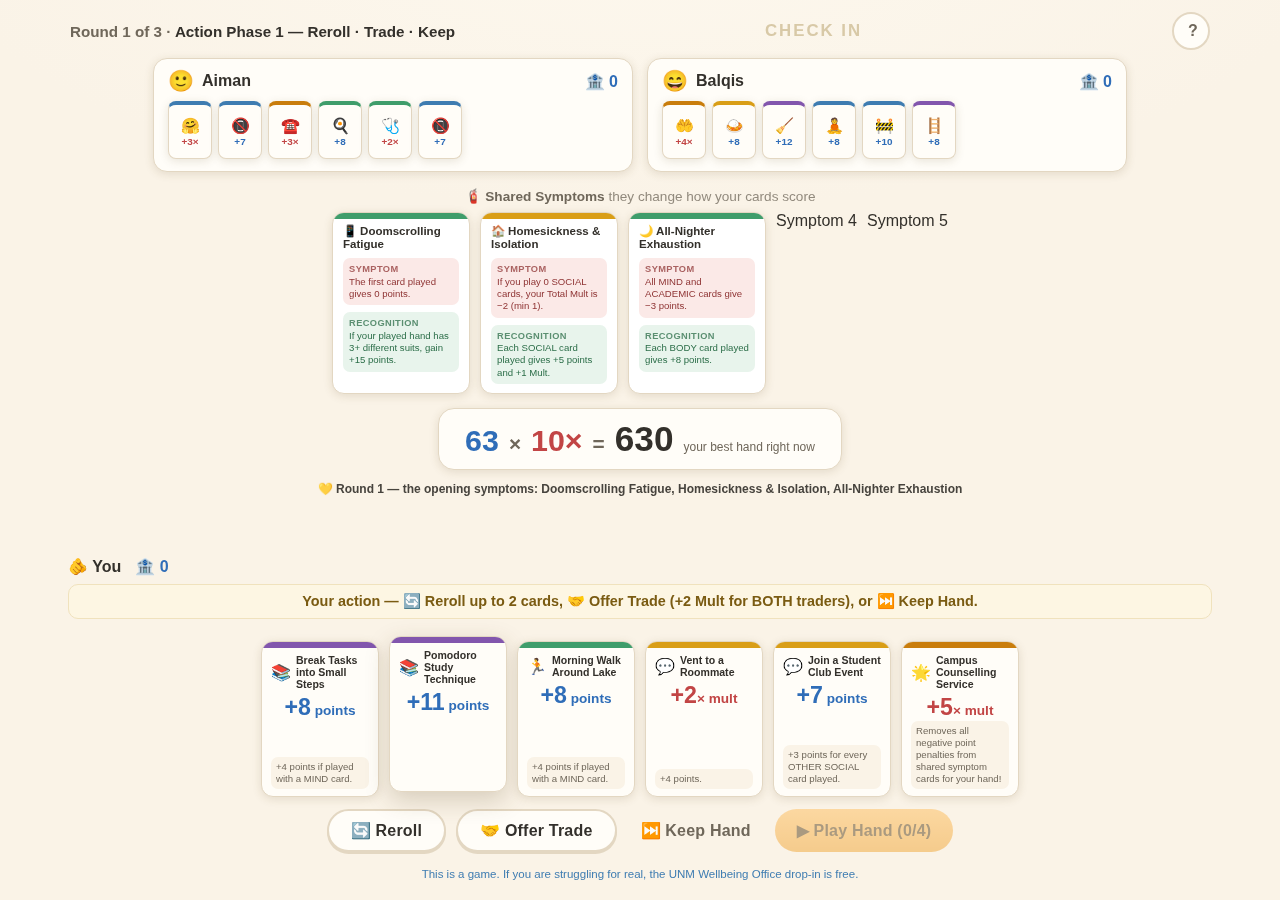 Round 1 of 3 · Action Phase 1 — Reroll · Trade · Keep
CHECK IN
?
🙂 Aiman
🏦 0
+3×
+7
+3×
+8
+2×
+7
😄 Balqis
🏦 0
+4×
+8
+12
+8
+10
+8
🧯 Shared Symptoms they change how your cards score
📱 Doomscrolling
Fatigue
SYMPTOM
The first card played
gives 0 points.
RECOGNITION
If your played hand has
3+ different suits, gain
+15 points.
🏠 Homesickness &
Isolation
SYMPTOM
If you play 0 SOCIAL
cards, your Total Mult is
−2 (min 1).
RECOGNITION
Each SOCIAL card
played gives +5 points
and +1 Mult.
🌙 All-Nighter
Exhaustion
SYMPTOM
All MIND and
ACADEMIC cards give
−3 points.
RECOGNITION
Each BODY card played
gives +8 points.
Symptom 4
Symptom 5
63 × 10× = 630 your best hand right now
💛 Round 1 — the opening symptoms: Doomscrolling Fatigue, Homesickness & Isolation, All-Nighter Exhaustion
🫵 You 🏦 0
Your action — 🔄 Reroll up to 2 cards, 🤝 Offer Trade (+2 Mult for BOTH traders), or ⏭️ Keep Hand.
Break Tasks
into Small
Steps
+8 points
+4 points if played
with a MIND card.
Pomodoro
Study
Technique
+11 points
Morning Walk
Around Lake
+8 points
+4 points if played
with a MIND card.
Vent to a
Roommate
+2× mult
+4 points.
Join a Student
Club Event
+7 points
+3 points for every
OTHER SOCIAL
card played.
Campus
Counselling
Service
+5× mult
Removes all
negative point
penalties from
shared symptom
cards for your hand!
🔄 Reroll
🤝 Offer Trade
⏭️ Keep Hand
▶ Play Hand (0/4)
This is a game. If you are struggling for real, the UNM Wellbeing Office drop-in is free.